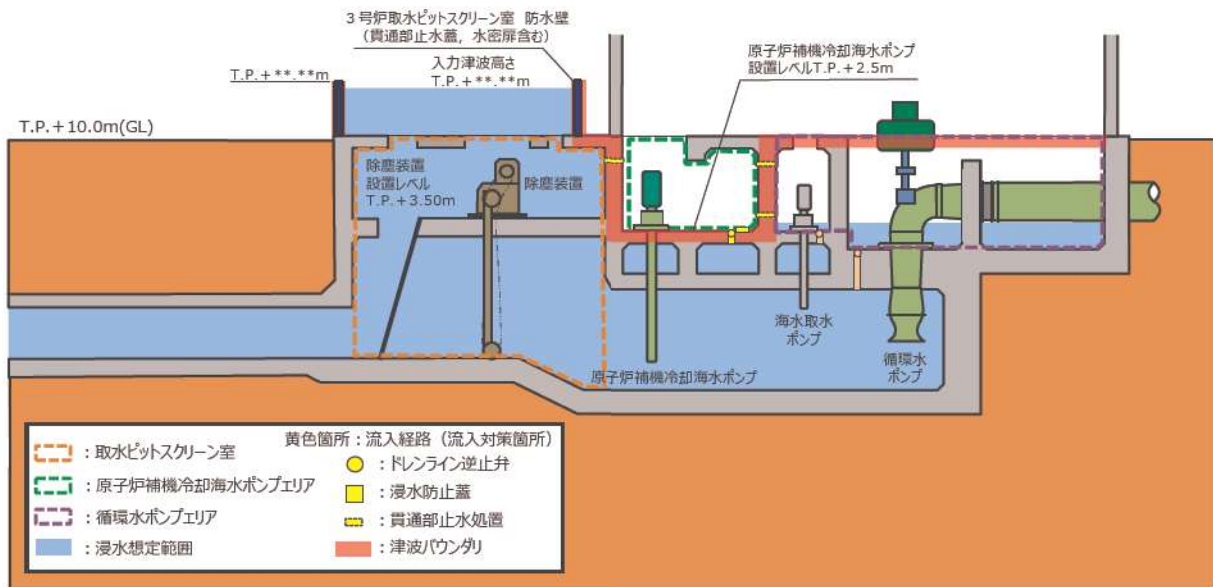 3号炉取水ピットスクリーン室 防水壁
(貫通部止水蓋，水密扉含む)
T.P.+**.**m
入力津波高さ
T.P.+**.**m
原子炉補機冷却海水ポンプ
設置レベルT.P.+2.5m
T.P.+10.0m(GL)
除塵装置
設置レベル
T.P.+3.50m
除塵装置
海水取水
ポンプ
循環水
ポンプ
原子炉補機冷却海水ポンプ
：取水ピットスクリーン室
：原子炉補機冷却海水ポンプエリア
：循環水ポンプエリア
：浸水想定範囲
黄色箇所：流入経路（流入対策箇所）
：ドレンライン逆止弁
：浸水防止蓋
：貫通部止水処置
：津波バウンダリ